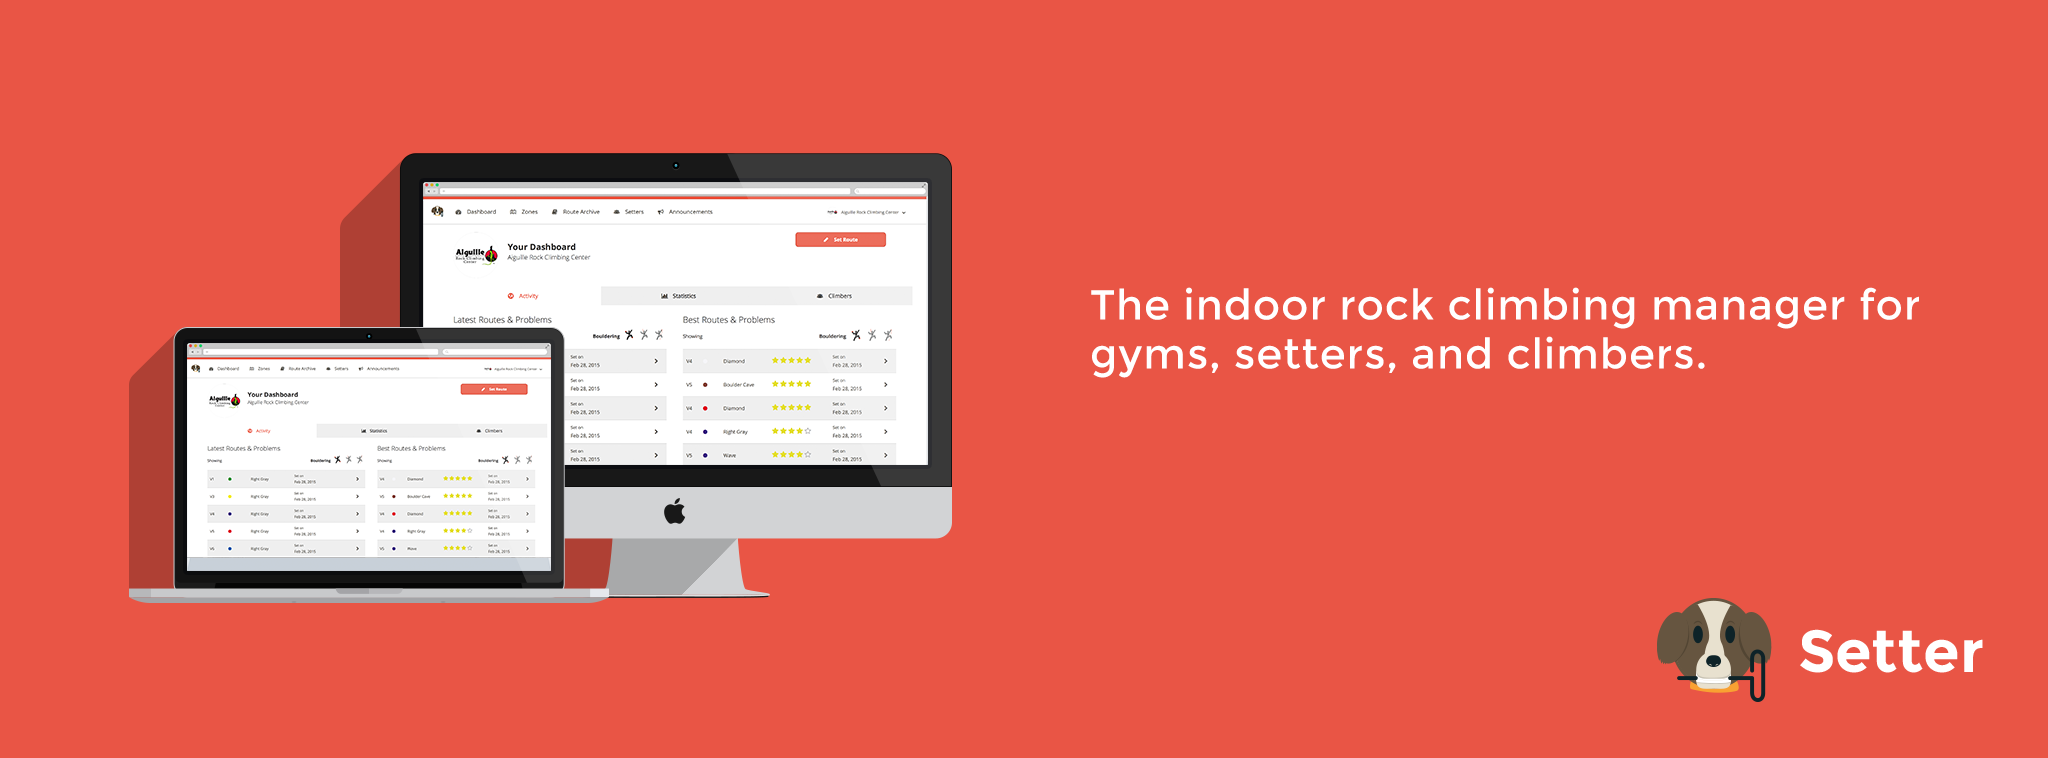 Dashboard Zones Route Archive Setters Announcements Aiguille Rock Climbing Center
Aiguille
Rock Climbing
Center
Your Dashboard
Aiguille Rock Climbing Center
Set Route
Activity Statistics Climbers
Latest Routes & Problems
Bouldering
Set on
Feb 28, 2015
Set on
Feb 28, 2015
Set on
Feb 28, 2015
Set on
Feb 28, 2015
Set on
Feb 28, 2015
Best Routes & Problems
Showing Bouldering
V4 Diamond Set on
Feb 28, 2015
V5 Boulder Cave Set on
Feb 28, 2015
V4 Diamond Set on
Feb 28, 2015
V4 Right Gray Set on
Feb 28, 2015
V5 Wave Set on
Feb 28, 2015
Dashboard Zones Route Archive Setters Announcements Aiguille Rock Climbing Center
Aiguille
Rock Climbing
Center
Your Dashboard
Aiguille Rock Climbing Center
Set Route
Activity Statistics Climbers
Latest Routes & Problems
Showing Bouldering
V1 Right Gray Set on
Feb 28, 2015
V3 Right Gray Set on
Feb 28, 2015
V4 Right Gray Set on
Feb 28, 2015
V5 Right Gray Set on
Feb 28, 2015
V6 Right Gray Set on
Feb 28, 2015
Best Routes & Problems
Showing Bouldering
V4 Diamond Set on
Feb 28, 2015
V5 Boulder Cave Set on
Feb 28, 2015
V4 Diamond Set on
Feb 28, 2015
V4 Right Gray Set on
Feb 28, 2015
V5 Wave Set on
Feb 28, 2015
The indoor rock climbing manager for
gyms, setters, and climbers.
Setter